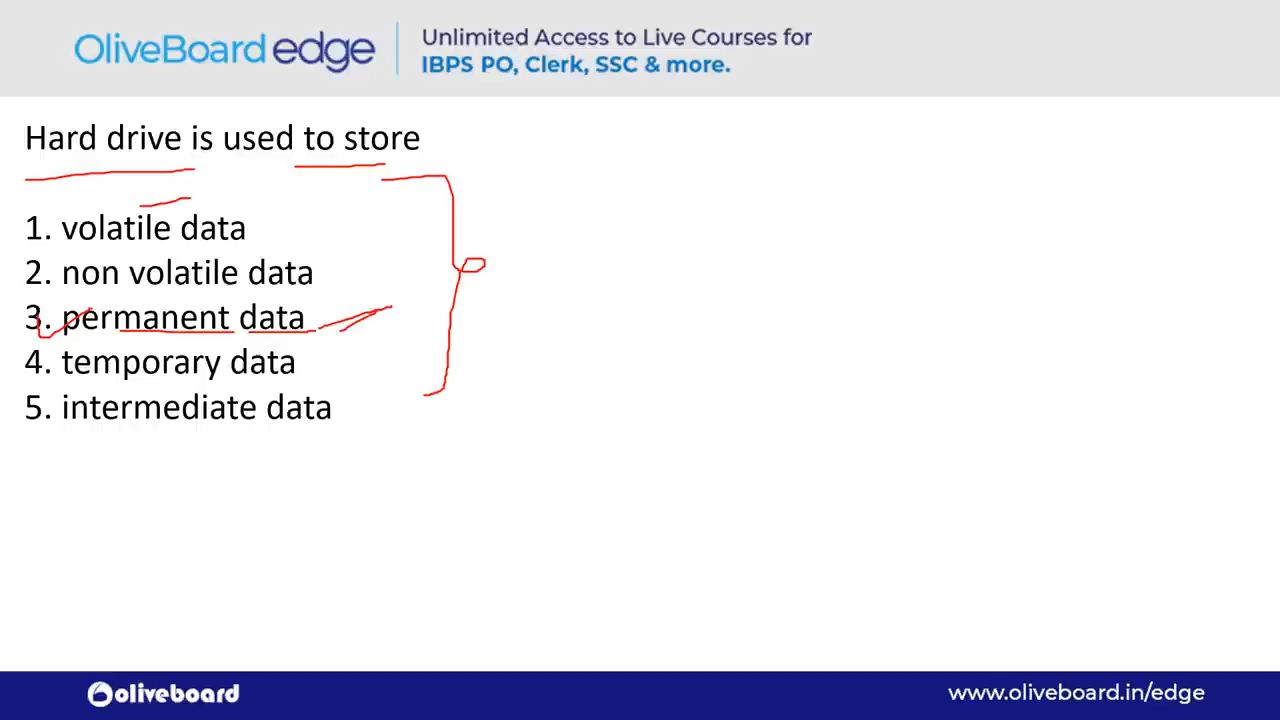 OliveBoard edge
Unlimited Access to Live Courses for
IBPS PO, Clerk, SSC & more.
Hard drive is used to store
1. volatile data
2. non volatile data
3. permanent data
4. temporary data
5. intermediate data
oliveboard
www.oliveboard.in/edge